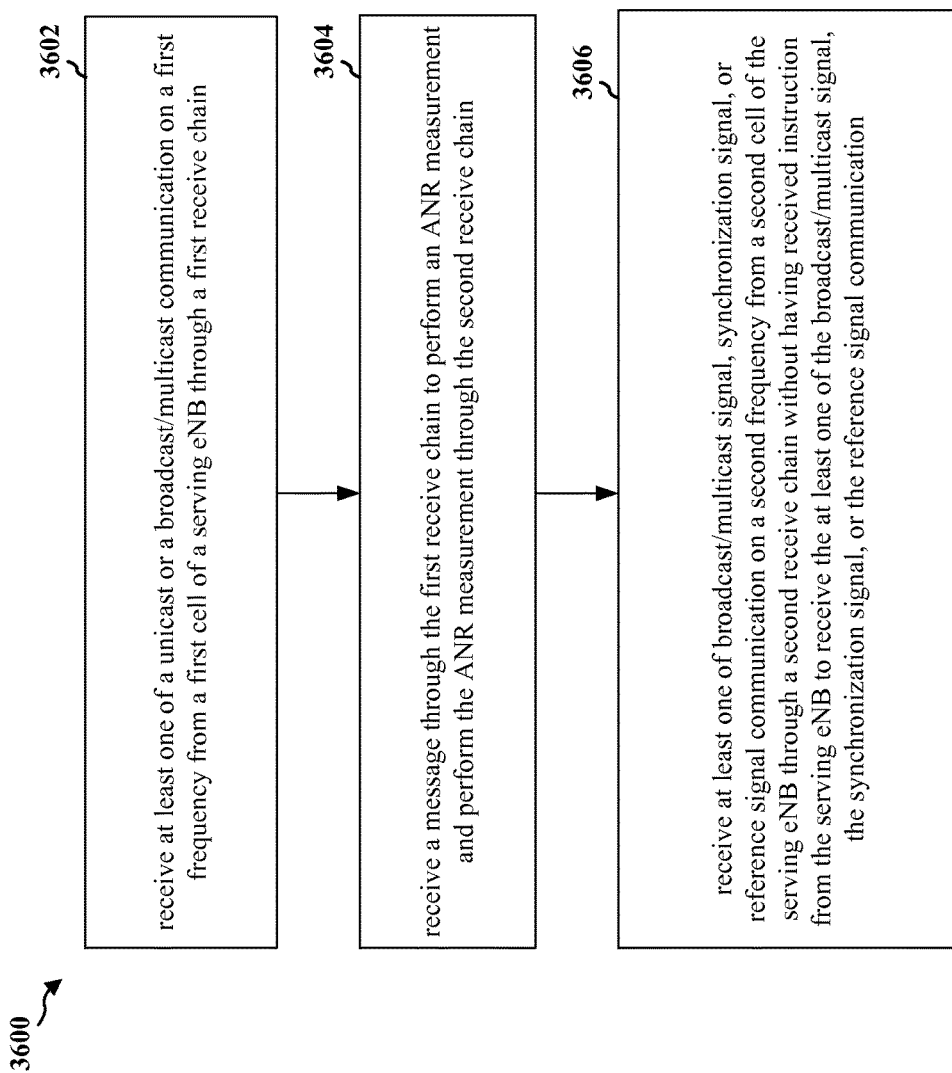 3600
3602
receive at least one of a unicast or a broadcast/multicast communication on a first
frequency from a first cell of a serving eNB through a first receive chain
3604
receive a message through the first receive chain to perform an ANR measurement
and perform the ANR measurement through the second receive chain
3606
receive at least one of broadcast/multicast signal, synchronization signal, or
reference signal communication on a second frequency from a second cell of the
serving eNB through a second receive chain without having received instruction
from the serving eNB to receive the at least one of the broadcast/multicast signal,
the synchronization signal, or the reference signal communication